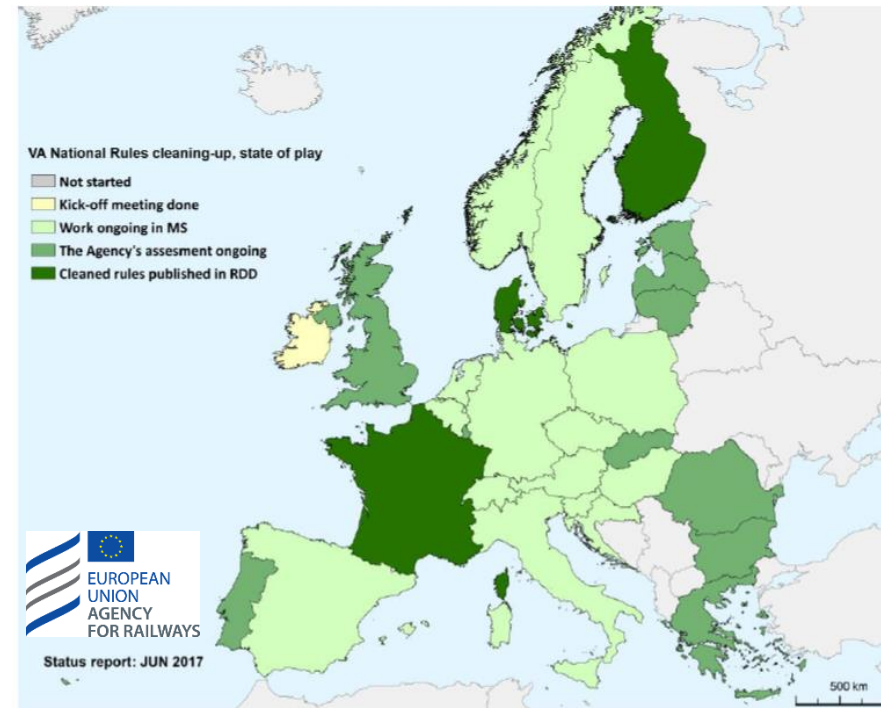 VA National Rules cleaning-up, state of play
Not started
Kick-off meeting done
Work ongoing in MS
The Agency's assesment ongoing
Cleaned rules published in RDD
EUROPEAN
UNION
AGENCY
FOR RAILWAYS
Status report: JUN 2017
500 km